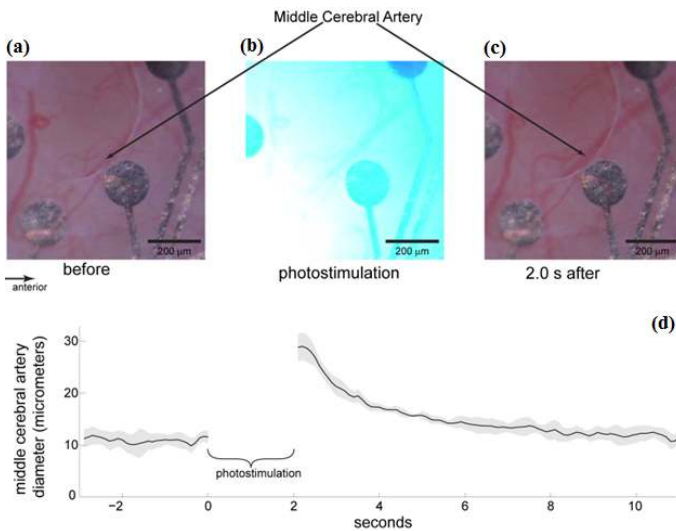 Middle Cerebral Artery
(a)
(b)
(c)
200 µm
200 µm
200 µm
before
photostimulation
2.0 s after
anterior
(d)
middle cerebral artery
diameter (micrometers)
30
20
10
0
photostimulation
−2
0
2
4
6
8
10
seconds